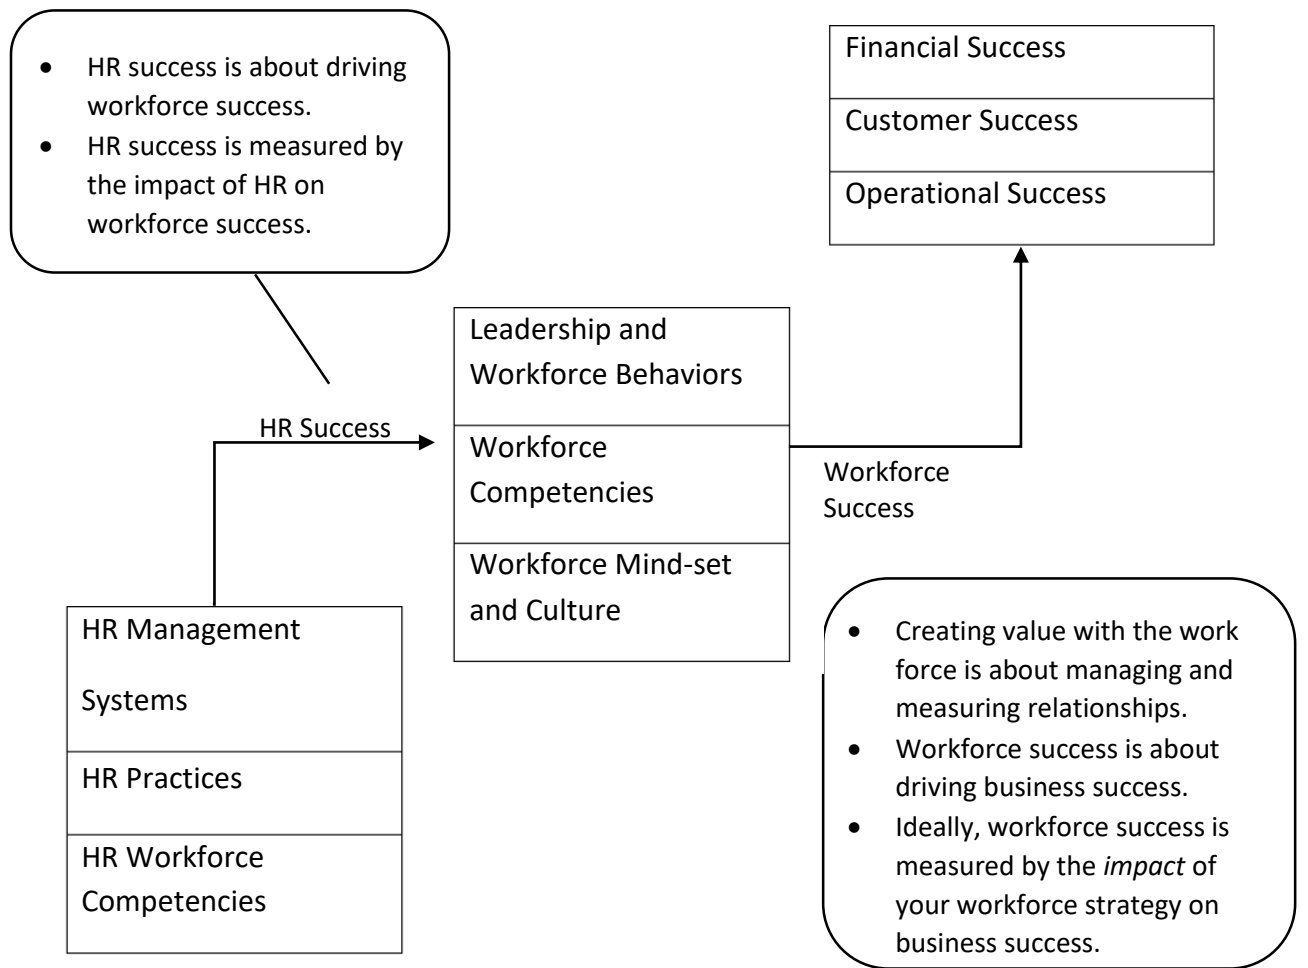 • HR success is about driving
workforce success.
• HR success is measured by
the impact of HR on
workforce success.
Financial Success
Customer Success
Operational Success
Leadership and
Workforce Behaviors
Workforce
Competencies
Workforce Mind-set
and Culture
HR Success
Workforce
Success
HR Management
Systems
HR Practices
HR Workforce
Competencies
• Creating value with the work
force is about managing and
measuring relationships.
• Workforce success is about
driving business success.
• Ideally, workforce success is
measured by the impact of
your workforce strategy on
business success.